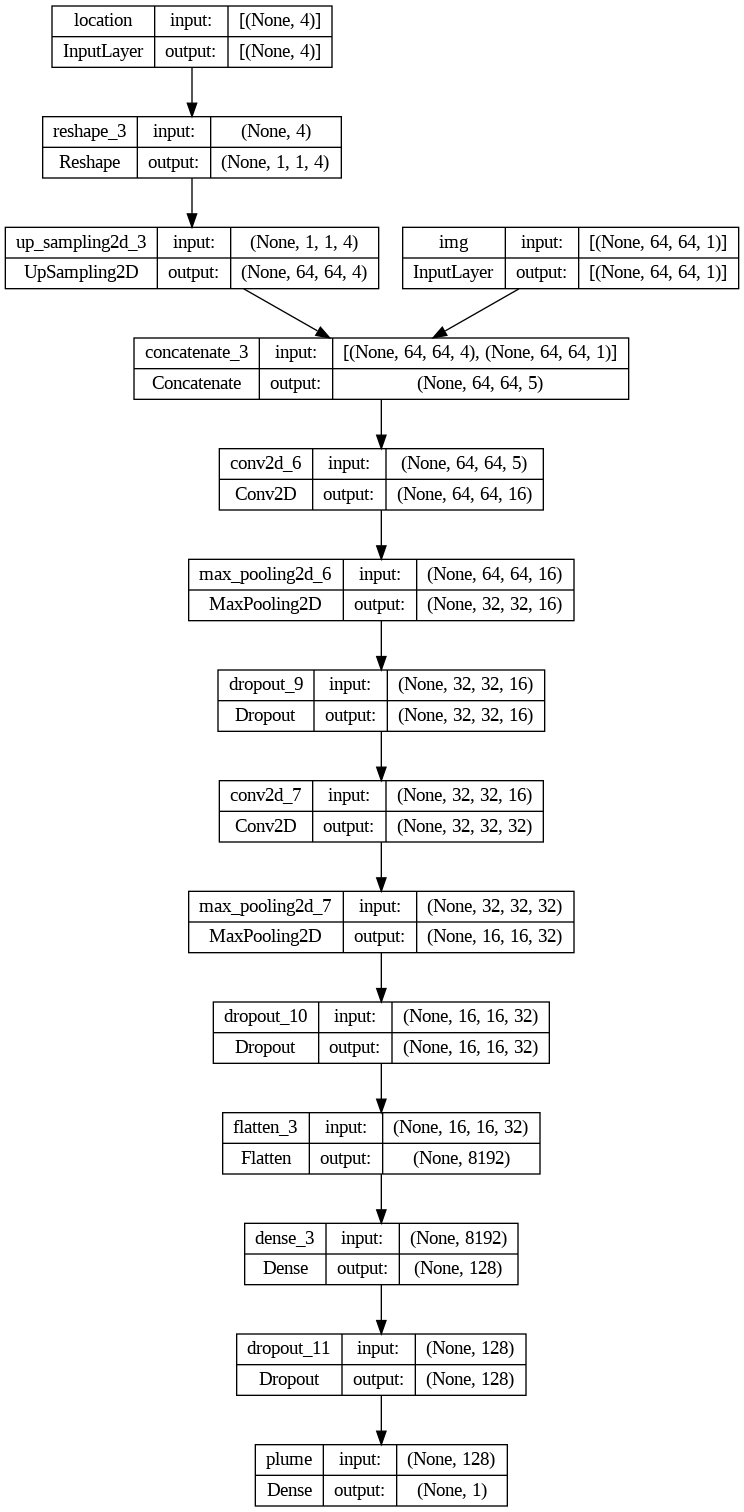 location input: [(None, 4)]
InputLayer output: [(None, 4)]
reshape_3 input: (None, 4)
Reshape output: (None, 1, 1, 4)
up_sampling2d_3 input: (None, 1, 1, 4)
UpSampling2D output: (None, 64, 64, 4)
img input: [(None, 64, 64, 1)]
InputLayer output: [(None, 64, 64, 1)]
concatenate_3 input: [(None, 64, 64, 4), (None, 64, 64, 1)]
Concatenate output: (None, 64, 64, 5)
conv2d_6 input: (None, 64, 64, 5)
Conv2D output: (None, 64, 64, 16)
max_pooling2d_6 input: (None, 64, 64, 16)
MaxPooling2D output: (None, 32, 32, 16)
dropout_9 input: (None, 32, 32, 16)
Dropout output: (None, 32, 32, 16)
conv2d_7 input: (None, 32, 32, 16)
Conv2D output: (None, 32, 32, 32)
max_pooling2d_7 input: (None, 32, 32, 32)
MaxPooling2D output: (None, 16, 16, 32)
dropout_10 input: (None, 16, 16, 32)
Dropout output: (None, 16, 16, 32)
flatten_3 input: (None, 16, 16, 32)
Flatten output: (None, 8192)
dense_3 input: (None, 8192)
Dense output: (None, 128)
dropout_11 input: (None, 128)
Dropout output: (None, 128)
plume input: (None, 128)
Dense output: (None, 1)